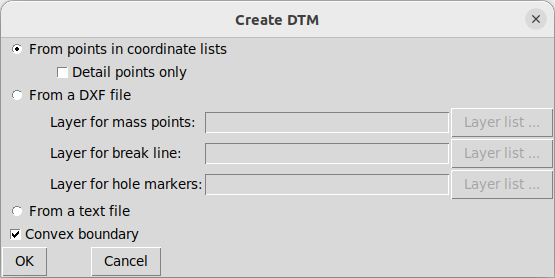 Create DTM
From points in coordinate lists
Detail points only
From a DXF file
Layer for mass points: Layer list ...
Layer for break line: Layer list ...
Layer for hole markers: Layer list ...
From a text file
Convex boundary
OK Cancel